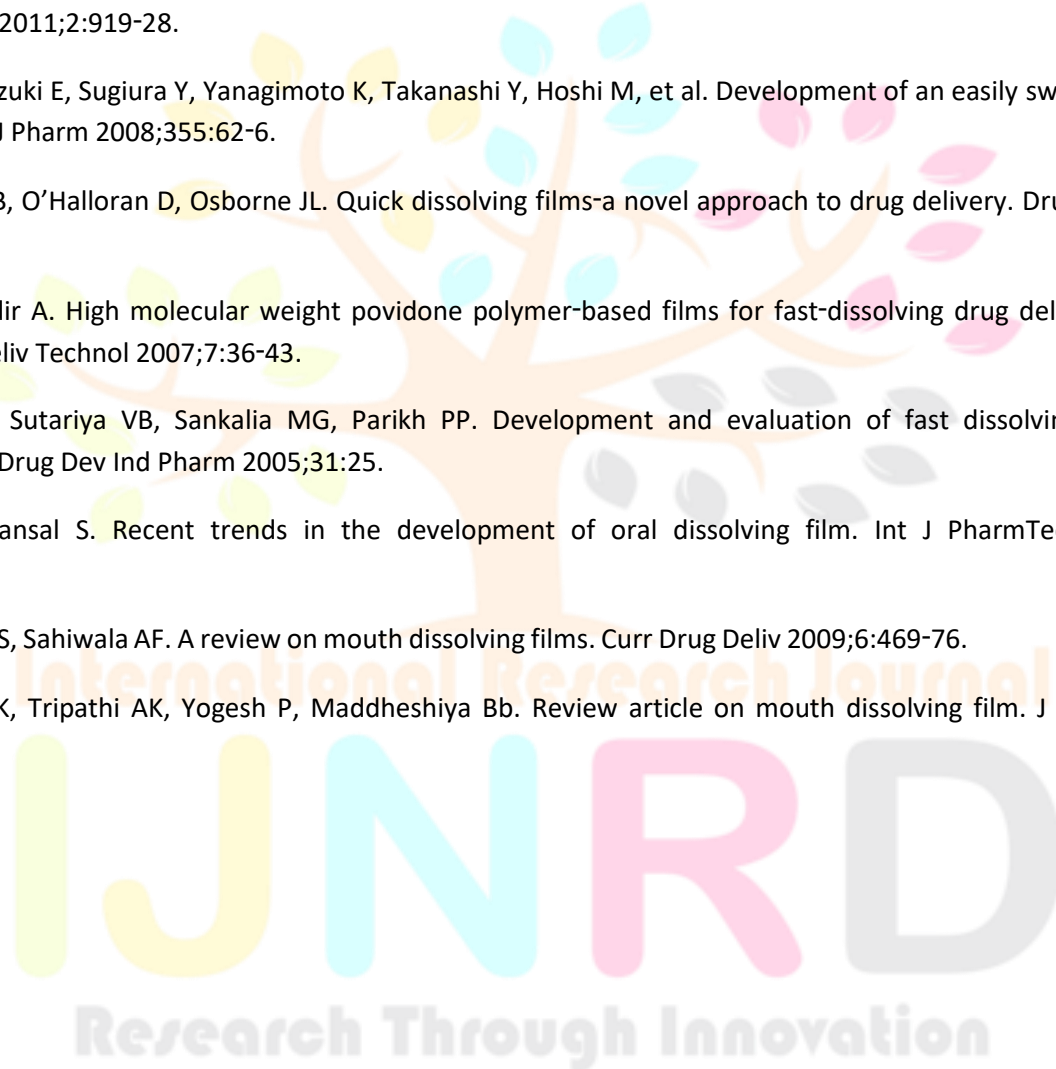 2011;2:919-28.
zuki E, Sugiura Y, Yanagimoto K, Takanashi Y, Hoshi M, et al. Development of an easily sw
J Pharm 2008;355:62-6.
B, O’Halloran D, Osborne JL. Quick dissolving films-a novel approach to drug delivery. Dru
dir A. High molecular weight povidone polymer-based films for fast-dissolving drug del
eliv Technol 2007;7:36-43.
Sutariya VB, Sankalia MG, Parikh PP. Development and evaluation of fast dissolvin
Drug Dev Ind Pharm 2005;31:25.
ansal S. Recent trends in the development of oral dissolving film. Int J PharmTe
S, Sahiwala AF. A review on mouth dissolving films. Curr Drug Deliv 2009;6:469-76.
International Research Journal
K, Tripathi AK, Yogesh P, Maddheshiya Bb. Review article on mouth dissolving film. J
IJNRD
Research Through Innovation